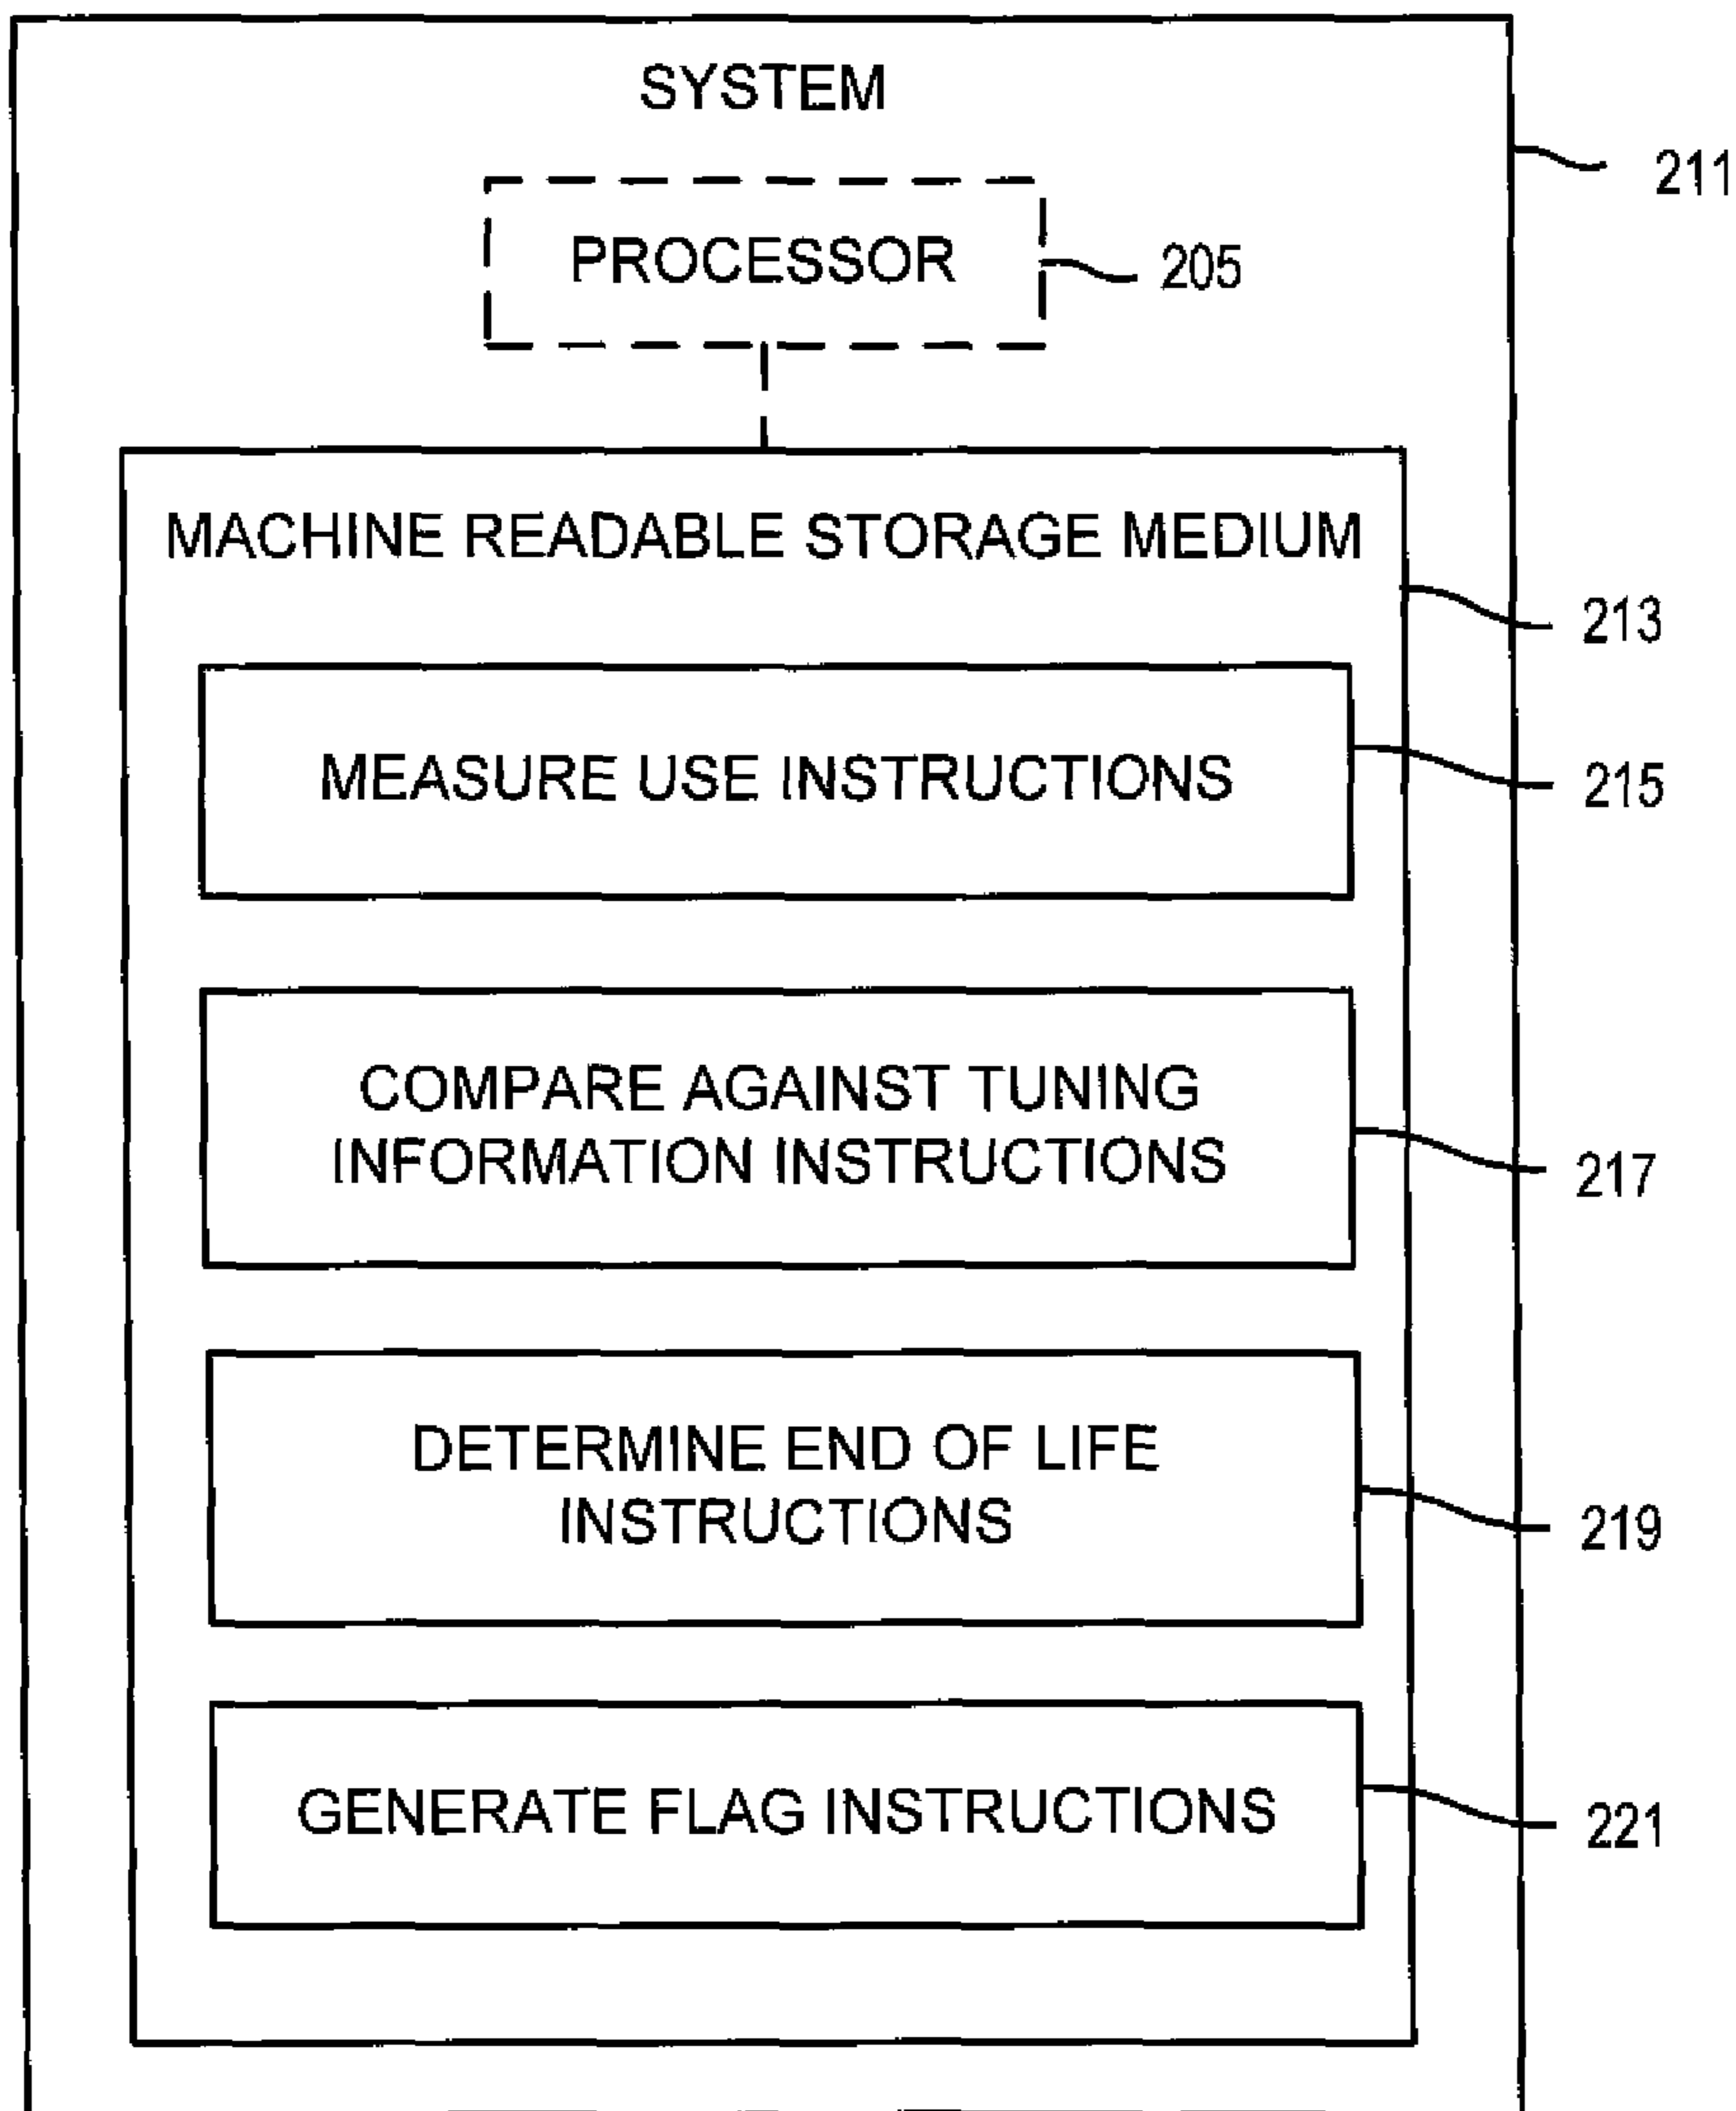 SYSTEM
211
PROCESSOR
205
MACHINE READABLE STORAGE MEDIUM
213
MEASURE USE INSTRUCTIONS
215
COMPARE AGAINST TUNING
INFORMATION INSTRUCTIONS
217
DETERMINE END OF LIFE
INSTRUCTIONS
219
GENERATE FLAG INSTRUCTIONS
221